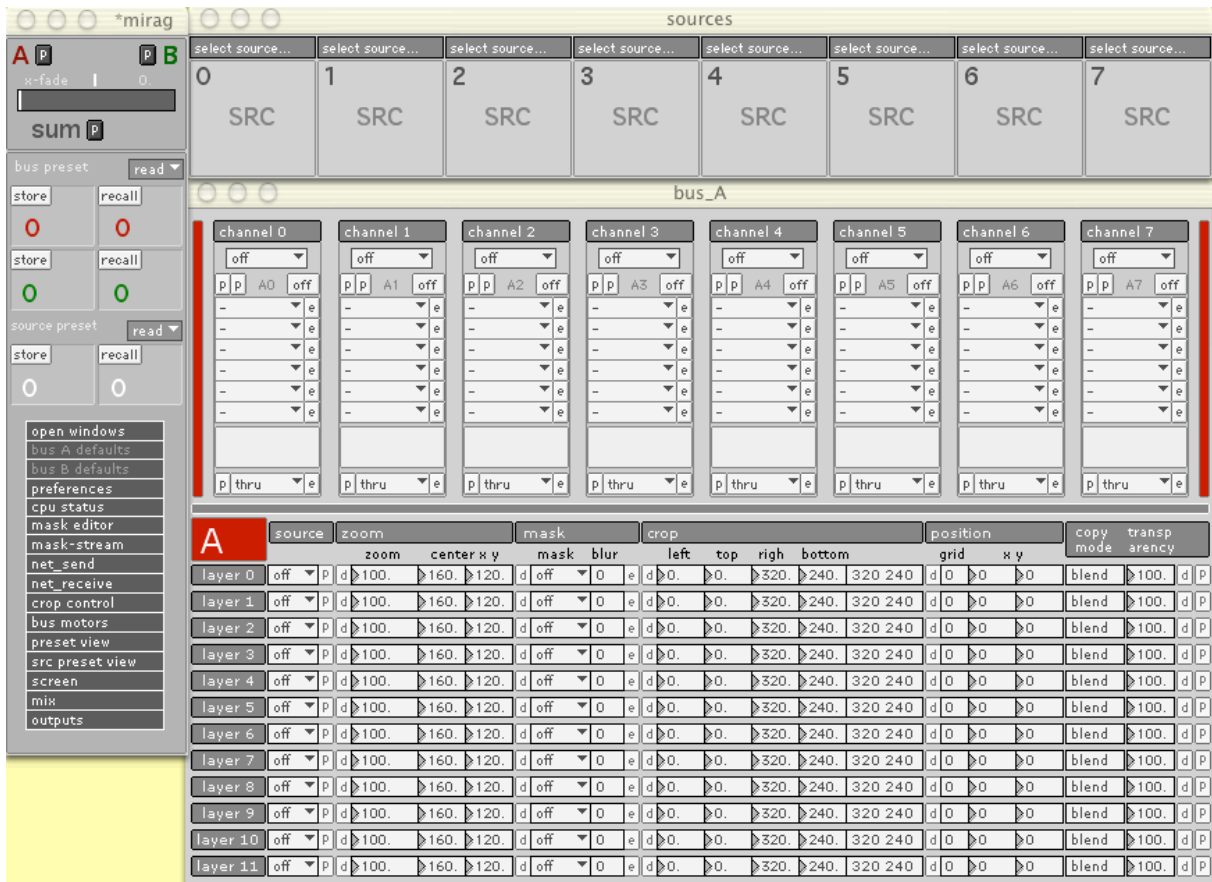 *mirag
A P P B
x-fade 0.
sum P
bus preset read
store recall
0 0
store recall
0 0
source preset read
store recall
0 0
open windows
bus A defaults
bus B defaults
preferences
cpu status
mask editor
mask-stream
net_send
net_receive
crop control
bus motors
preset view
src preset view
screen
mix
outputs
sources
select source... select source... select source... select source... select source... select source... select source... select source...
0 1 2 3 4 5 6 7
SRC SRC SRC SRC SRC SRC SRC SRC
bus_A
channel 0 channel 1 channel 2 channel 3 channel 4 channel 5 channel 6 channel 7
off off off off off off off off
p p A0 off p p A1 off p p A2 off p p A3 off p p A4 off p p A5 off p p A6 off p p A7 off
- e - e - e - e - e - e - e - e
- e - e - e - e - e - e - e - e
- e - e - e - e - e - e - e - e
- e - e - e - e - e - e - e - e
- e - e - e - e - e - e - e - e
- e - e - e - e - e - e - e - e
p thru e p thru e p thru e p thru e p thru e p thru e p thru e p thru e
A source zoom mask crop position copy mode transp arency
zoom center x y mask blur left top righ bottom grid x y
layer 0 off P d 100. 160. 120. d off 0 e d 0. 0. 320. 240. 320 240 d 0 0 0 blend 100. d P
layer 1 off P d 100. 160. 120. d off 0 e d 0. 0. 320. 240. 320 240 d 0 0 0 blend 100. d P
layer 2 off P d 100. 160. 120. d off 0 e d 0. 0. 320. 240. 320 240 d 0 0 0 blend 100. d P
layer 3 off P d 100. 160. 120. d off 0 e d 0. 0. 320. 240. 320 240 d 0 0 0 blend 100. d P
layer 4 off P d 100. 160. 120. d off 0 e d 0. 0. 320. 240. 320 240 d 0 0 0 blend 100. d P
layer 5 off P d 100. 160. 120. d off 0 e d 0. 0. 320. 240. 320 240 d 0 0 0 blend 100. d P
layer 6 off P d 100. 160. 120. d off 0 e d 0. 0. 320. 240. 320 240 d 0 0 0 blend 100. d P
layer 7 off P d 100. 160. 120. d off 0 e d 0. 0. 320. 240. 320 240 d 0 0 0 blend 100. d P
layer 8 off P d 100. 160. 120. d off 0 e d 0. 0. 320. 240. 320 240 d 0 0 0 blend 100. d P
layer 9 off P d 100. 160. 120. d off 0 e d 0. 0. 320. 240. 320 240 d 0 0 0 blend 100. d P
layer 10 off P d 100. 160. 120. d off 0 e d 0. 0. 320. 240. 320 240 d 0 0 0 blend 100. d P
layer 11 off P d 100. 160. 120. d off 0 e d 0. 0. 320. 240. 320 240 d 0 0 0 blend 100. d P